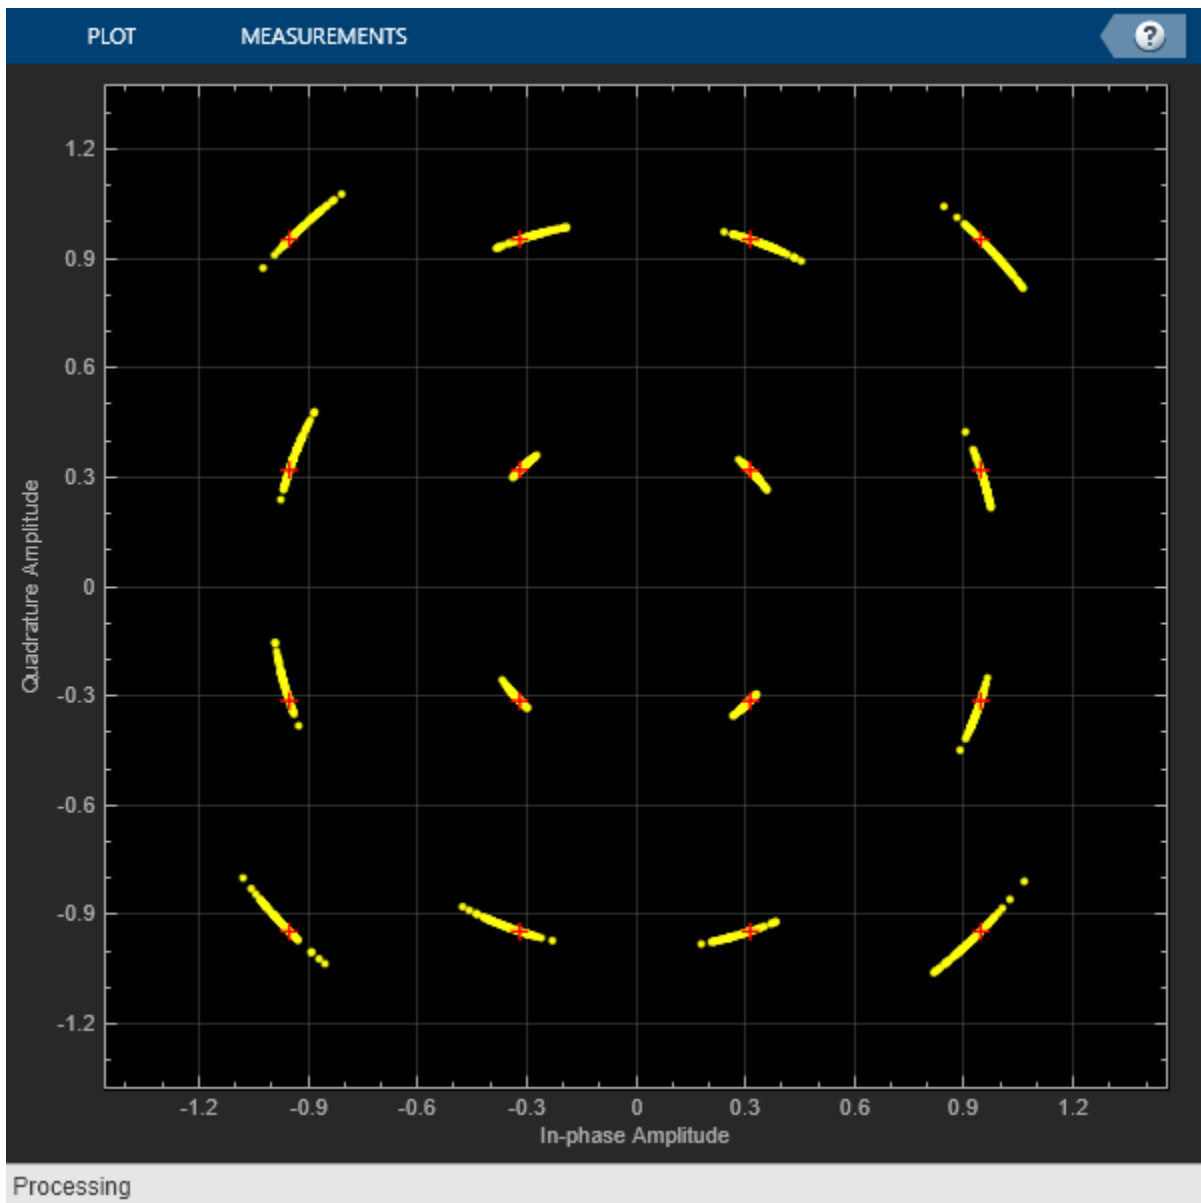 PLOT MEASUREMENTS ?
1.2
0.9
0.6
0.3
0
-0.3
-0.6
-0.9
-1.2
Quadrature Amplitude
-1.2 -0.9 -0.6 -0.3 0 0.3 0.6 0.9 1.2
In-phase Amplitude
Processing